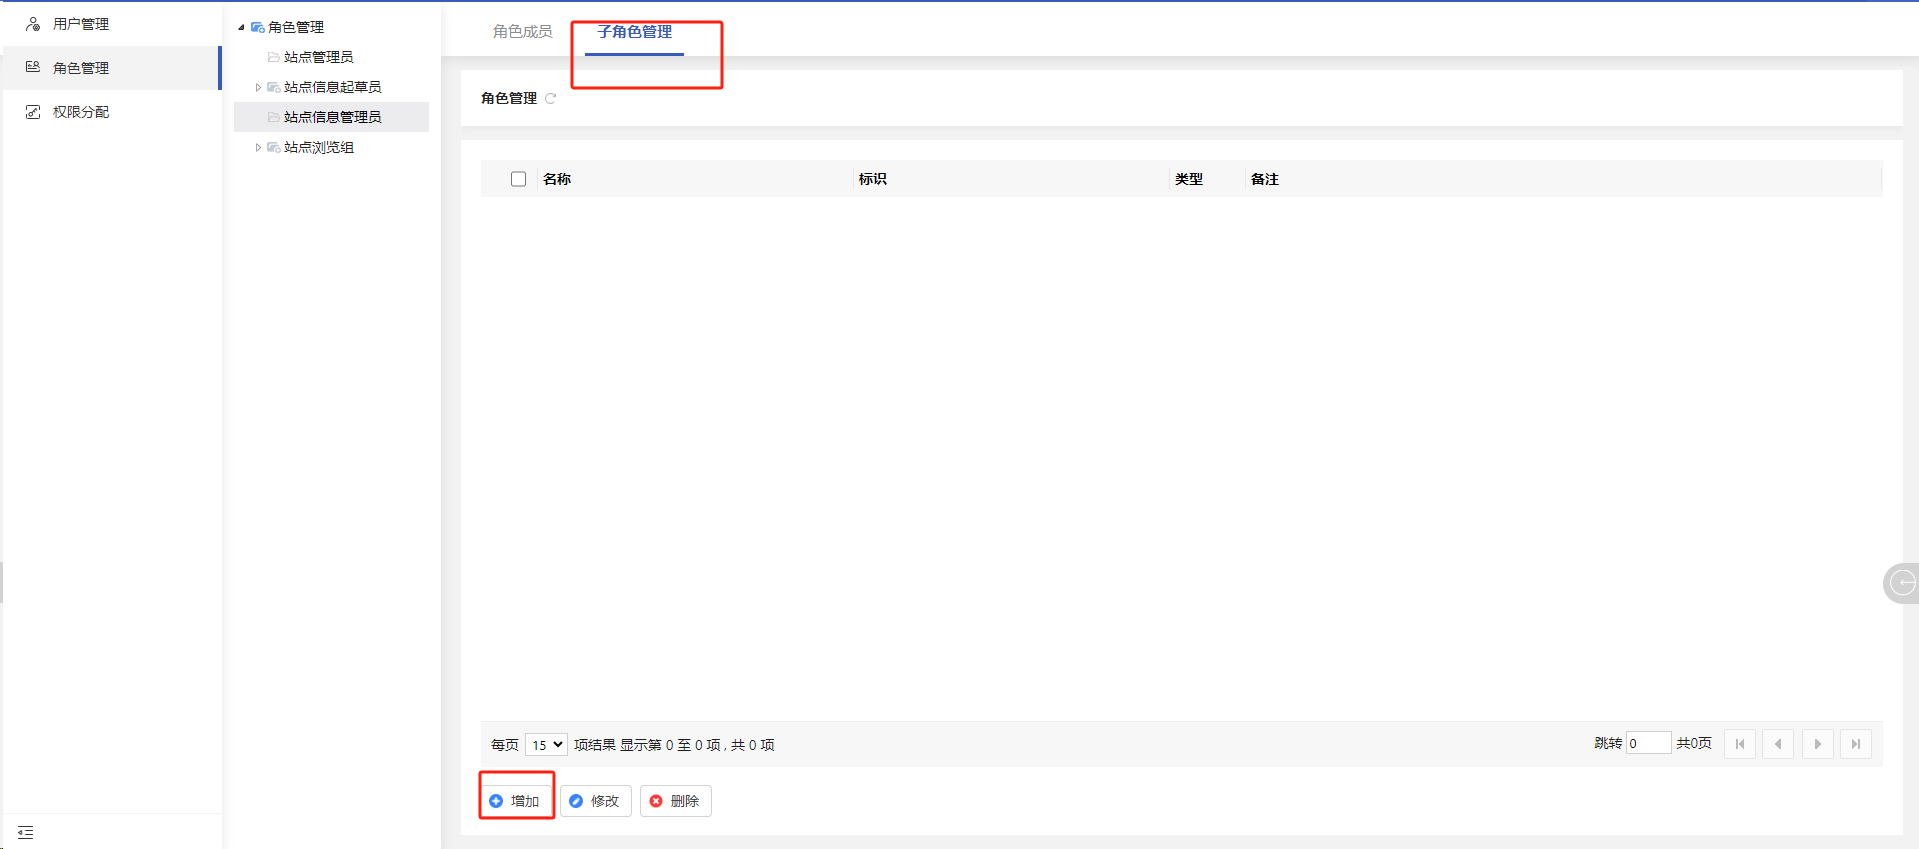 用户管理
角色管理
权限分配
角色管理
站点管理员
站点信息起草员
站点信息管理员
站点浏览组
角色成员
子角色管理
角色管理
名称
标识
类型
备注
每页 15 项结果 显示第 0 至 0 项 , 共 0 项
跳转 0 共0页
增加
修改
删除